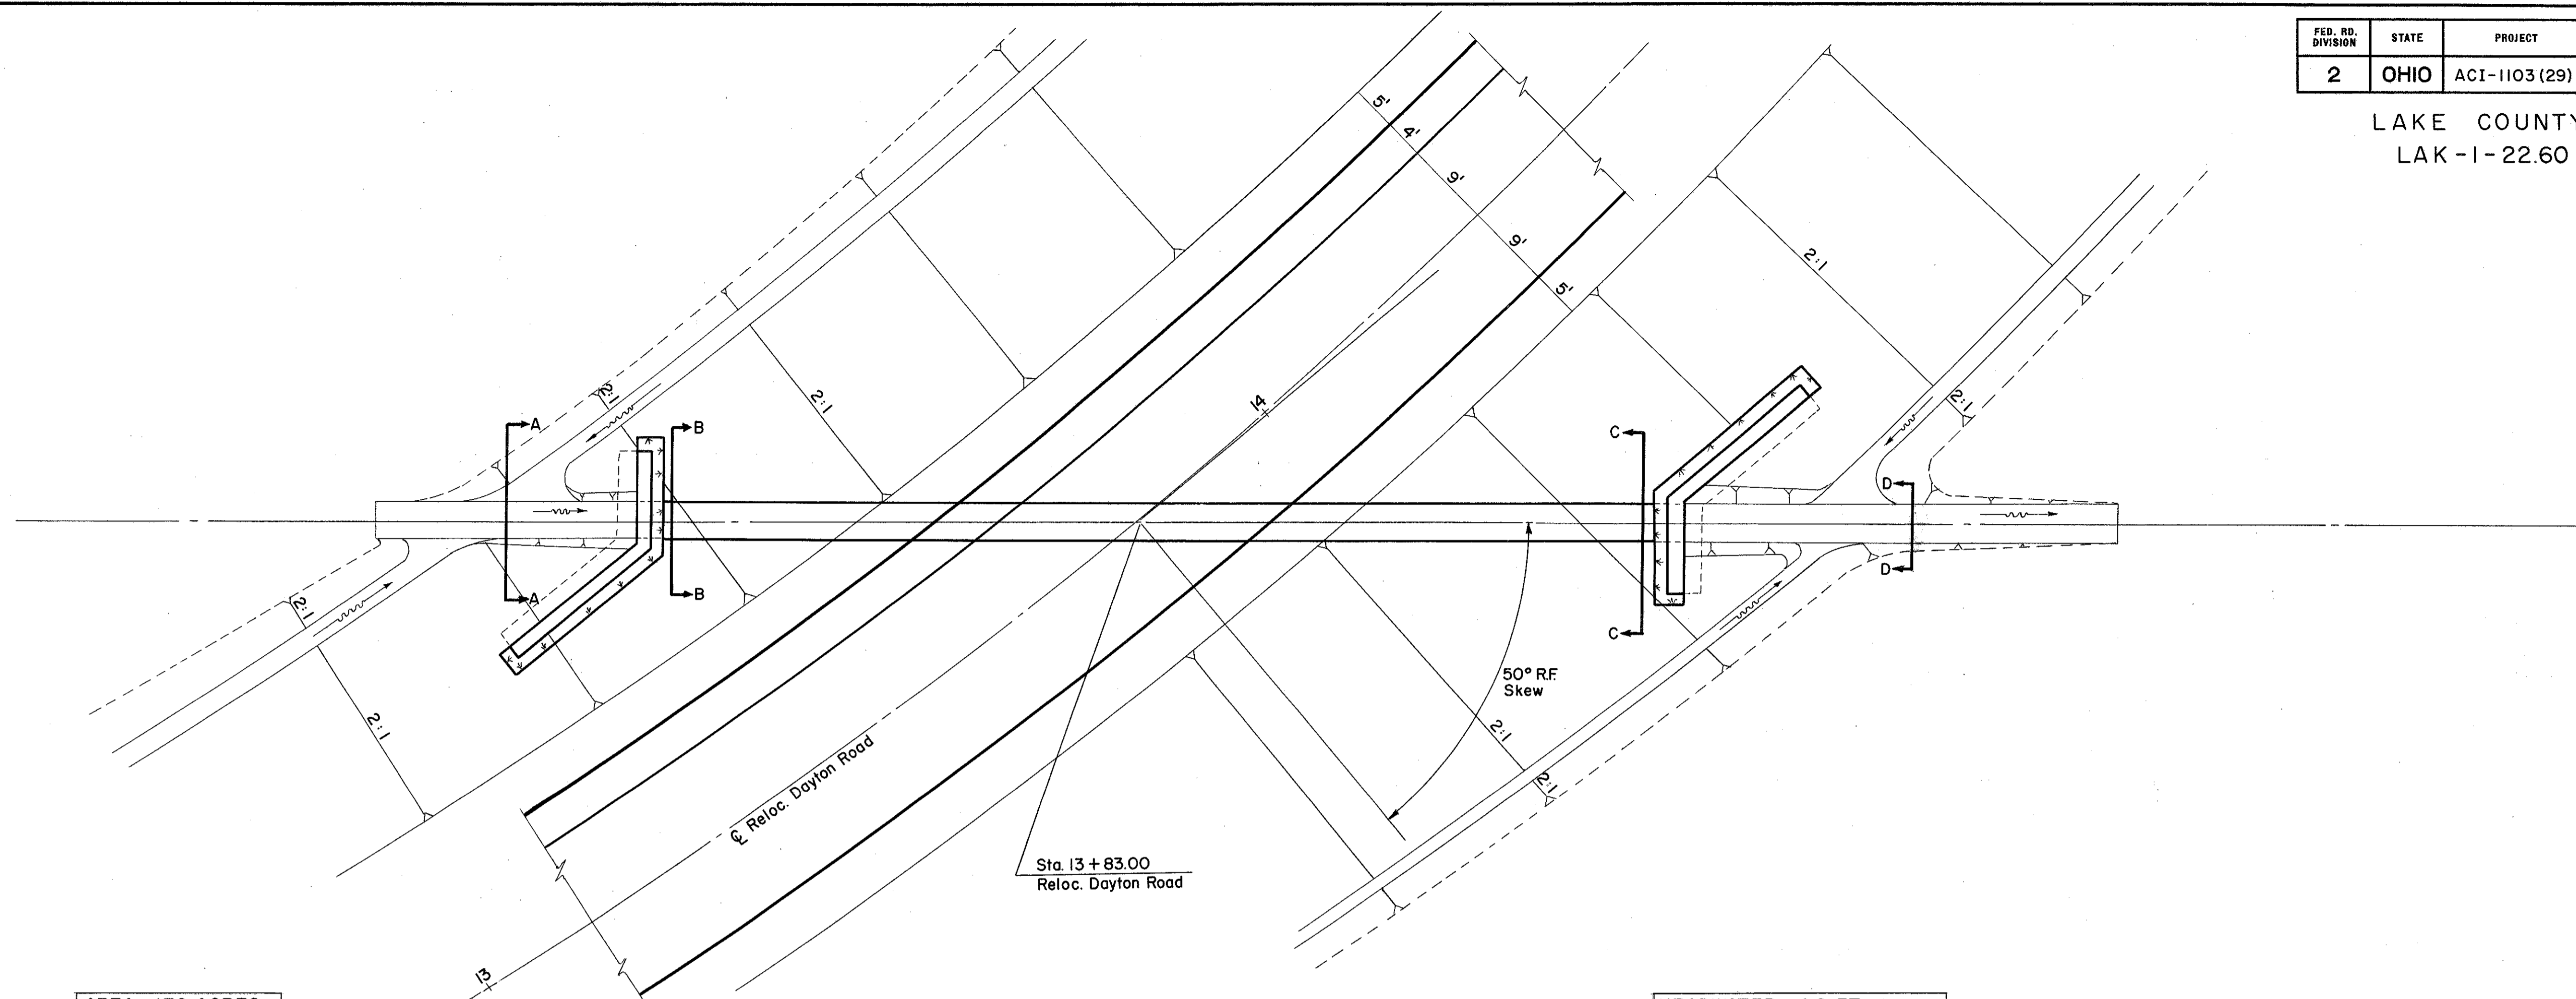 FED. RD. DIVISION
STATE
PROJECT
2
OHIO
ACI-1103 (29)
LAKE COUNTY
LAK-1-22.60
5'
4'
9'
9'
5'
2:1
2:1
2:1
2:1
14
A
B
C
D
A
B
C
D
2:1
2:1
50° R.F.
Skew
2:1
2:1
℄ Reloc. Dayton Road
Sta. 13+83.00
Reloc. Dayton Road
13